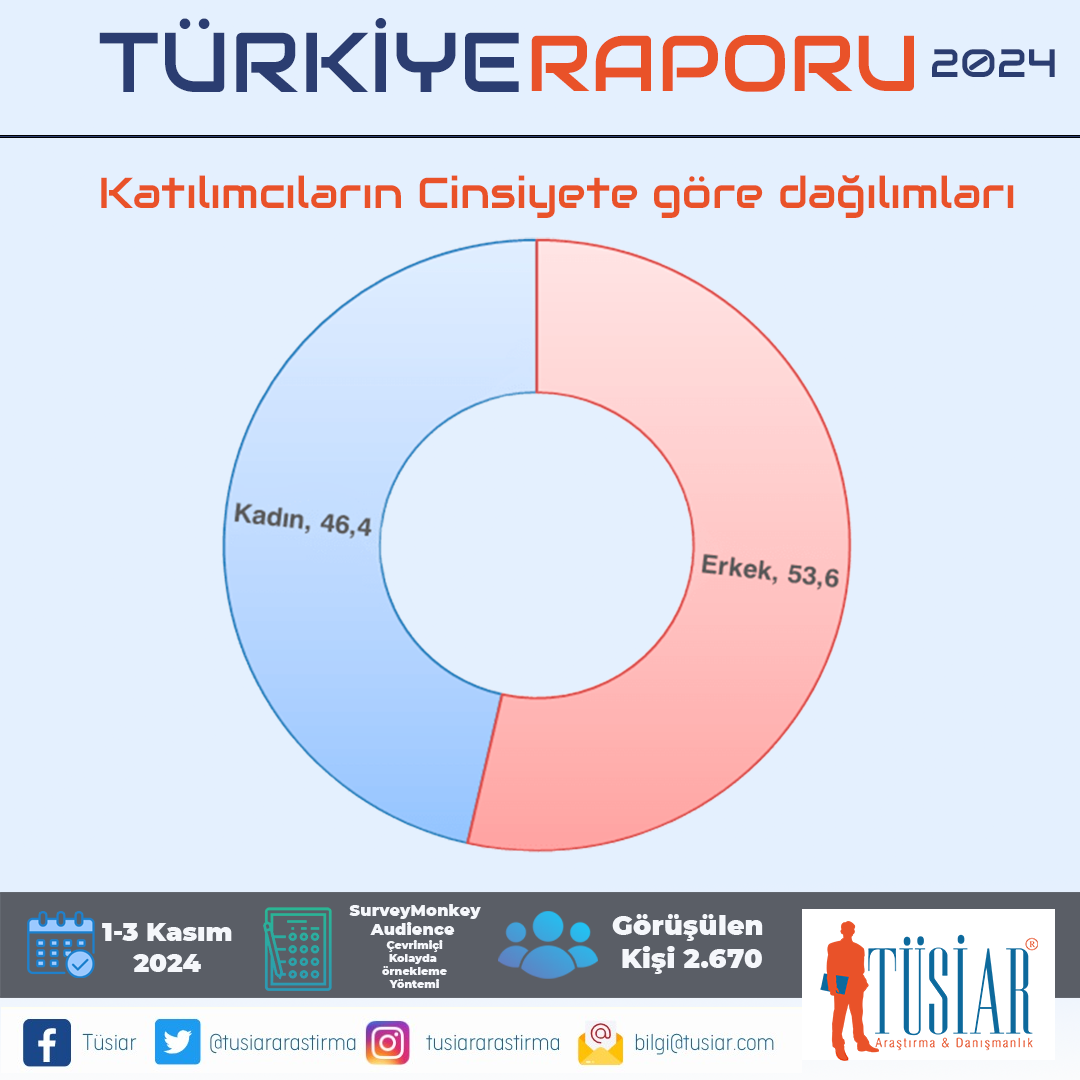 TÜRKİYERAPORU 2024
Katılımcıların Cinsiyete göre dağılımları
Kadın, 46,4
Erkek, 53,6
1-3 Kasım
2024
SurveyMonkey
Audience
Çevrimiçi
Kolayda
örnekleme
Yöntemi
Görüşülen
Kişi 2.670
TÜSİAR®
Araştırma & Danışmanlık
Tüsiar
@tusiararastirma
tusiararastirma
bilgi@tusiar.com